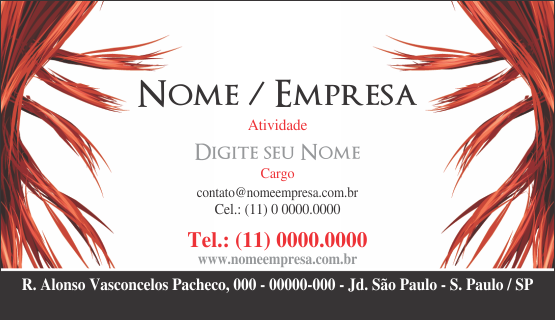 Nome / Empresa
Atividade
Digite seu Nome
Cargo
contato@nomeempresa.com.br
Cel.: (11) 0 0000.0000
Tel.: (11) 0000.0000
www.nomeempresa.com.br
R. Alonso Vasconcelos Pacheco, 000 - 00000-000 - Jd. São Paulo - S. Paulo / SP